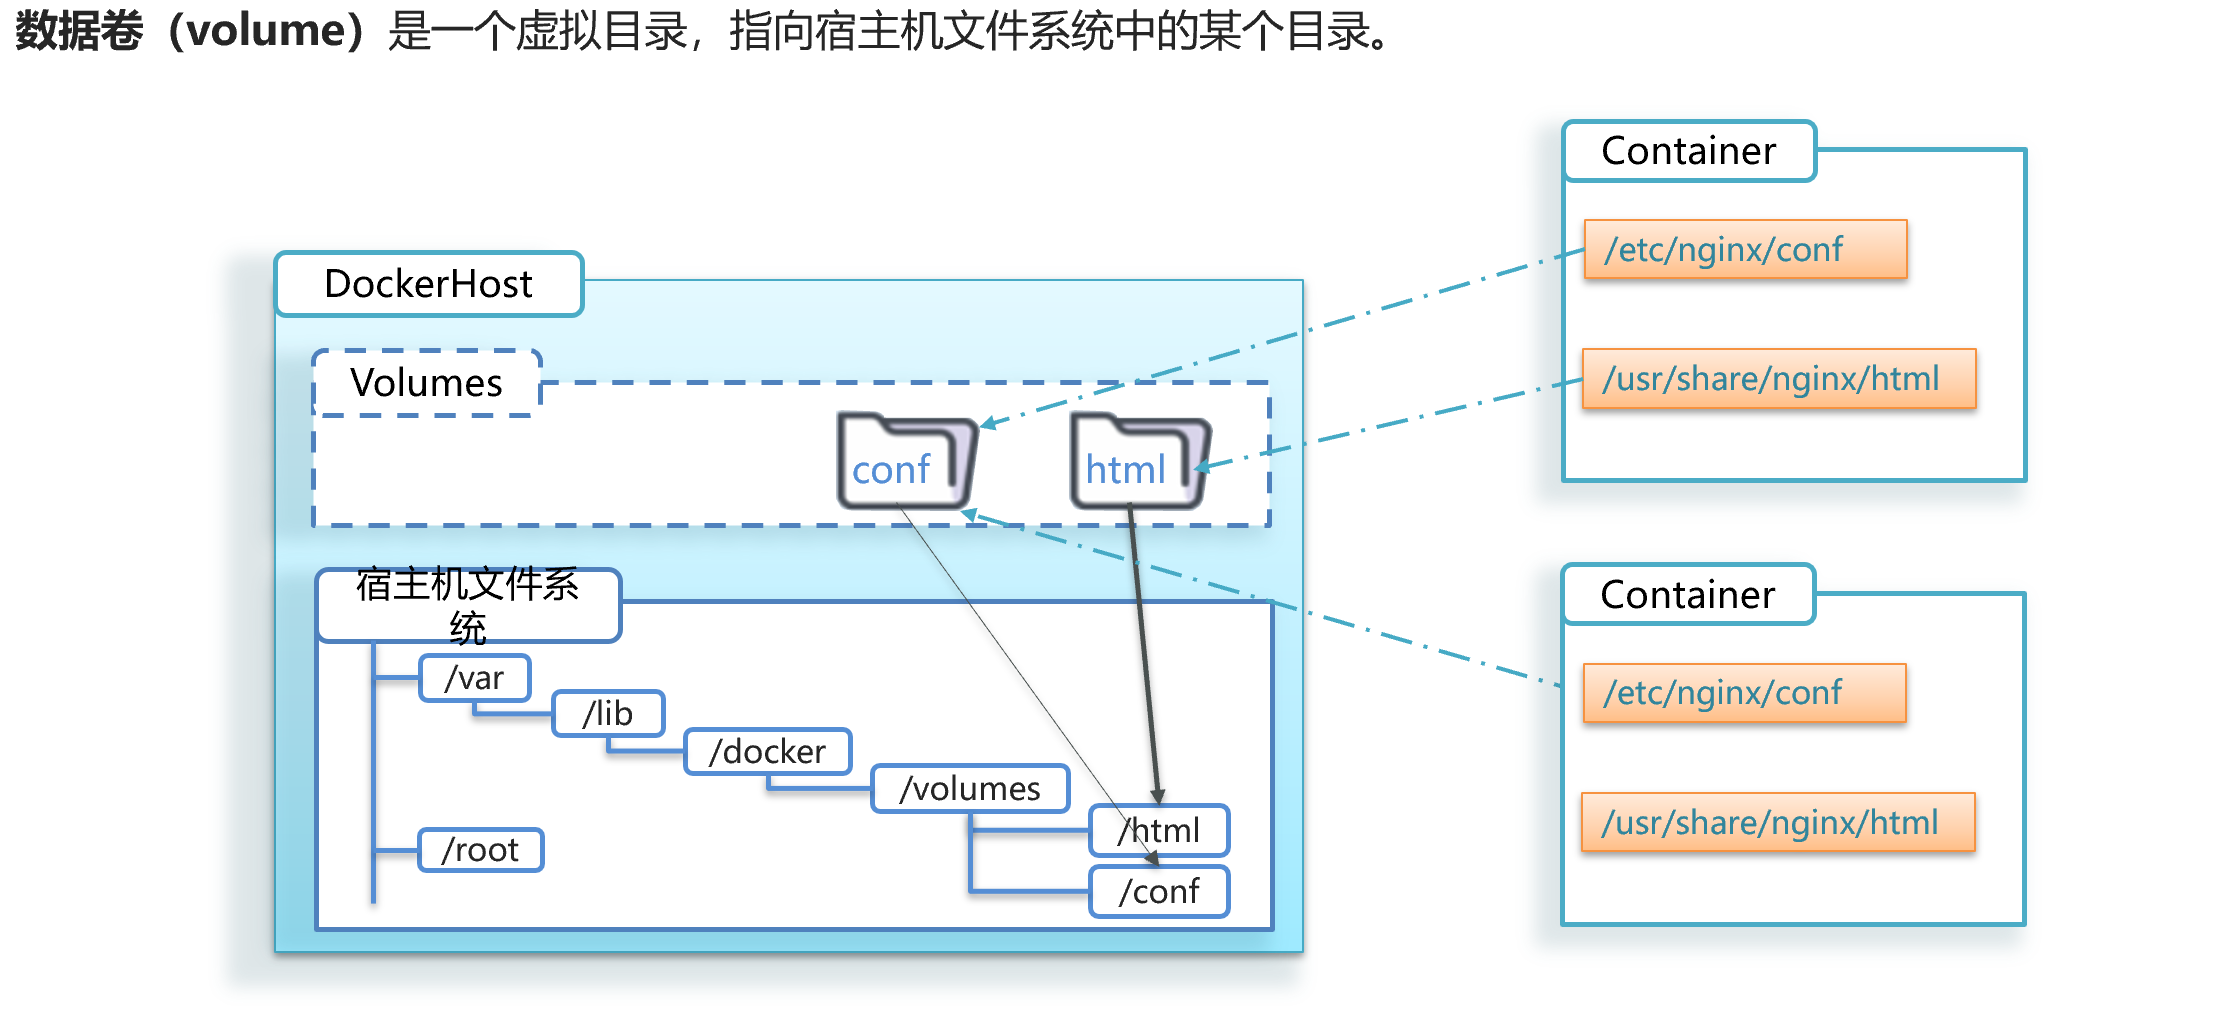 数据卷（volume）是一个虚拟目录，指向宿主机文件系统中的某个目录。
DockerHost
Volumes
conf
html
宿主机文件系
统
/var
/lib
/docker
/volumes
/html
/root
/conf
Container
/etc/nginx/conf
/usr/share/nginx/html
Container
/etc/nginx/conf
/usr/share/nginx/html